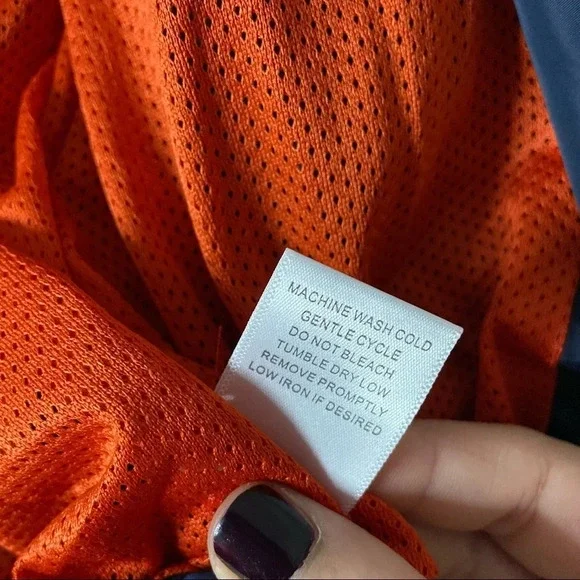 MACHINE WASH COLD
GENTLE CYCLE
DO NOT BLEACH
TUMBLE DRY LOW
REMOVE PROMPTLY
LOW IRON IF DESIRED